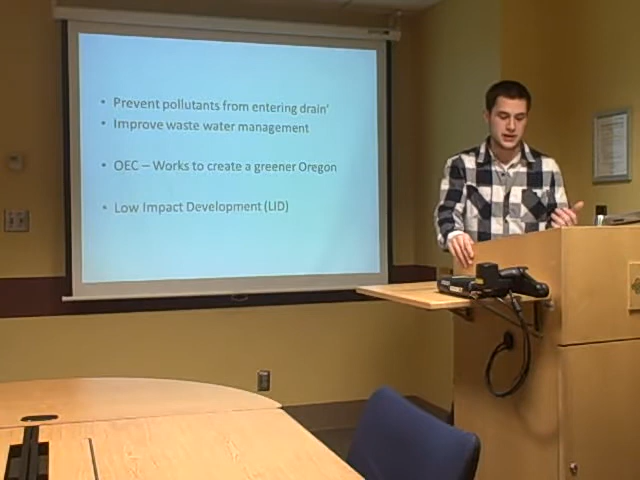 • Prevent pollutants from entering drain'
• Improve waste water management
• OEC – Works to create a greener Oregon
• Low Impact Development (LID)